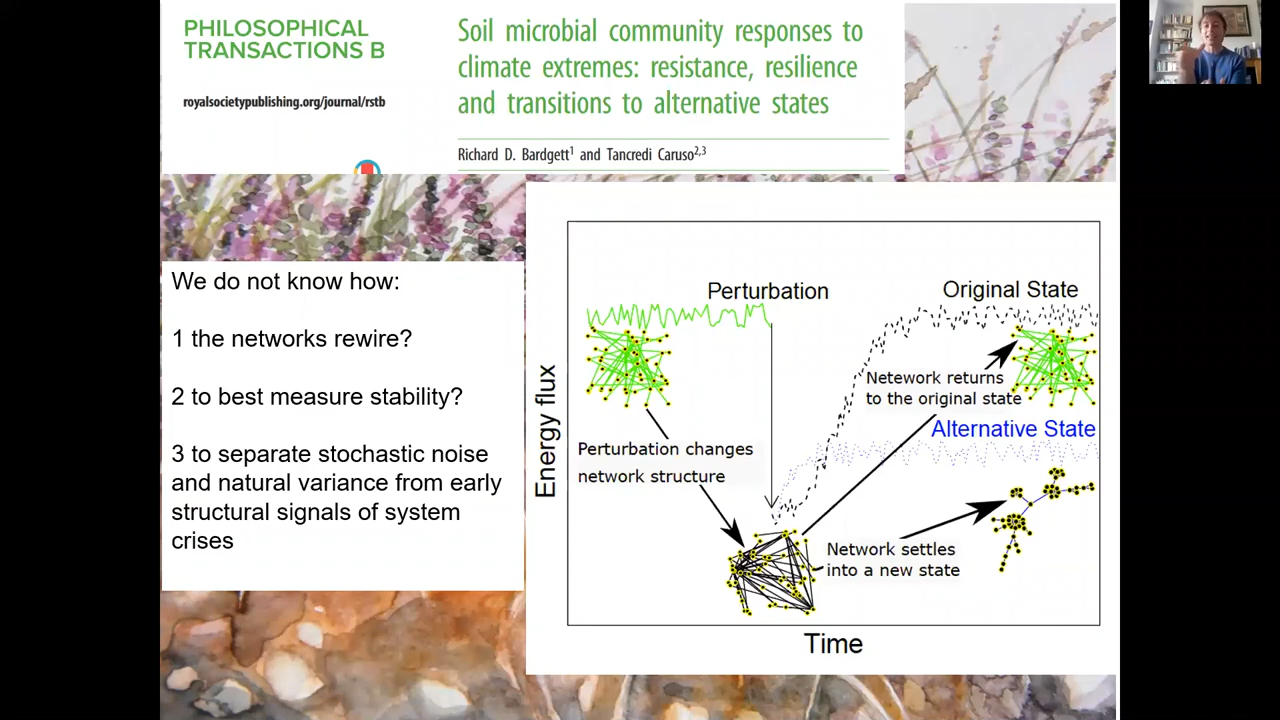 PHILOSOPHICAL
TRANSACTIONS B
royalsocietypublishing.org/journal/rstb
Soil microbial community responses to
climate extremes: resistance, resilience
and transitions to alternative states
Richard D. Bardgett1 and Tancredi Caruso2,3
We do not know how:
1 the networks rewire?
2 to best measure stability?
3 to separate stochastic noise
and natural variance from early
structural signals of system
crises
Energy flux
Perturbation
Original State
Netework returns
to the original state
Alternative State
Perturbation changes
network structure
Network settles
into a new state
Time